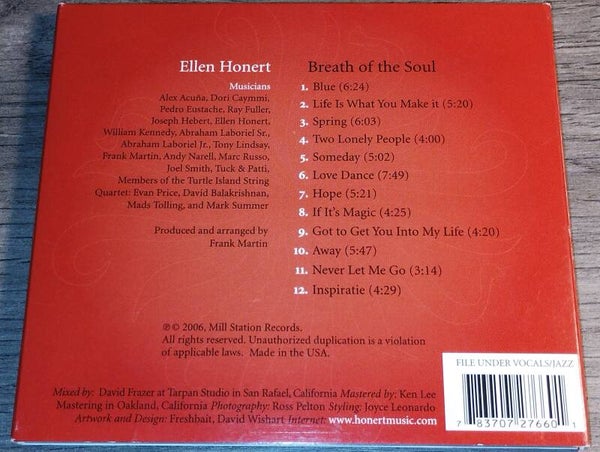 Ellen Honert
Musicians
Alex Acuña, Dori Caymmi,
Pedro Eustache, Ray Fuller,
Joseph Hebert, Ellen Honert,
William Kennedy, Abraham Laboriel Sr.,
Abraham Laboriel Jr., Tony Lindsay,
Frank Martin, Andy Narell, Marc Russo,
Joel Smith, Tuck & Patti,
Members of the Turtle Island String
Quartet: Evan Price, David Balakrishnan,
Mads Tolling, and Mark Summer
Produced and arranged by
Frank Martin
Breath of the Soul
1. Blue (6:24)
2. Life Is What You Make it (5:20)
3. Spring (6:03)
4. Two Lonely People (4:00)
5. Someday (5:02)
6. Love Dance (7:49)
7. Hope (5:21)
8. If It's Magic (4:25)
9. Got to Get You Into My Life (4:20)
10. Away (5:47)
11. Never Let Me Go (3:14)
12. Inspiratie (4:29)
℗ © 2006, Mill Station Records.
All rights reserved. Unauthorized duplication is a violation
of applicable laws. Made in the USA.
Mixed by: David Frazer at Tarpan Studio in San Rafael, California Mastered by: Ken Lee
Mastering in Oakland, California Photography: Ross Pelton Styling: Joyce Leonardo
Artwork and Design: Freshbait, David Wishart Internet: www.honertmusic.com
FILE UNDER VOCALS/JAZZ
7 83707 27660 1